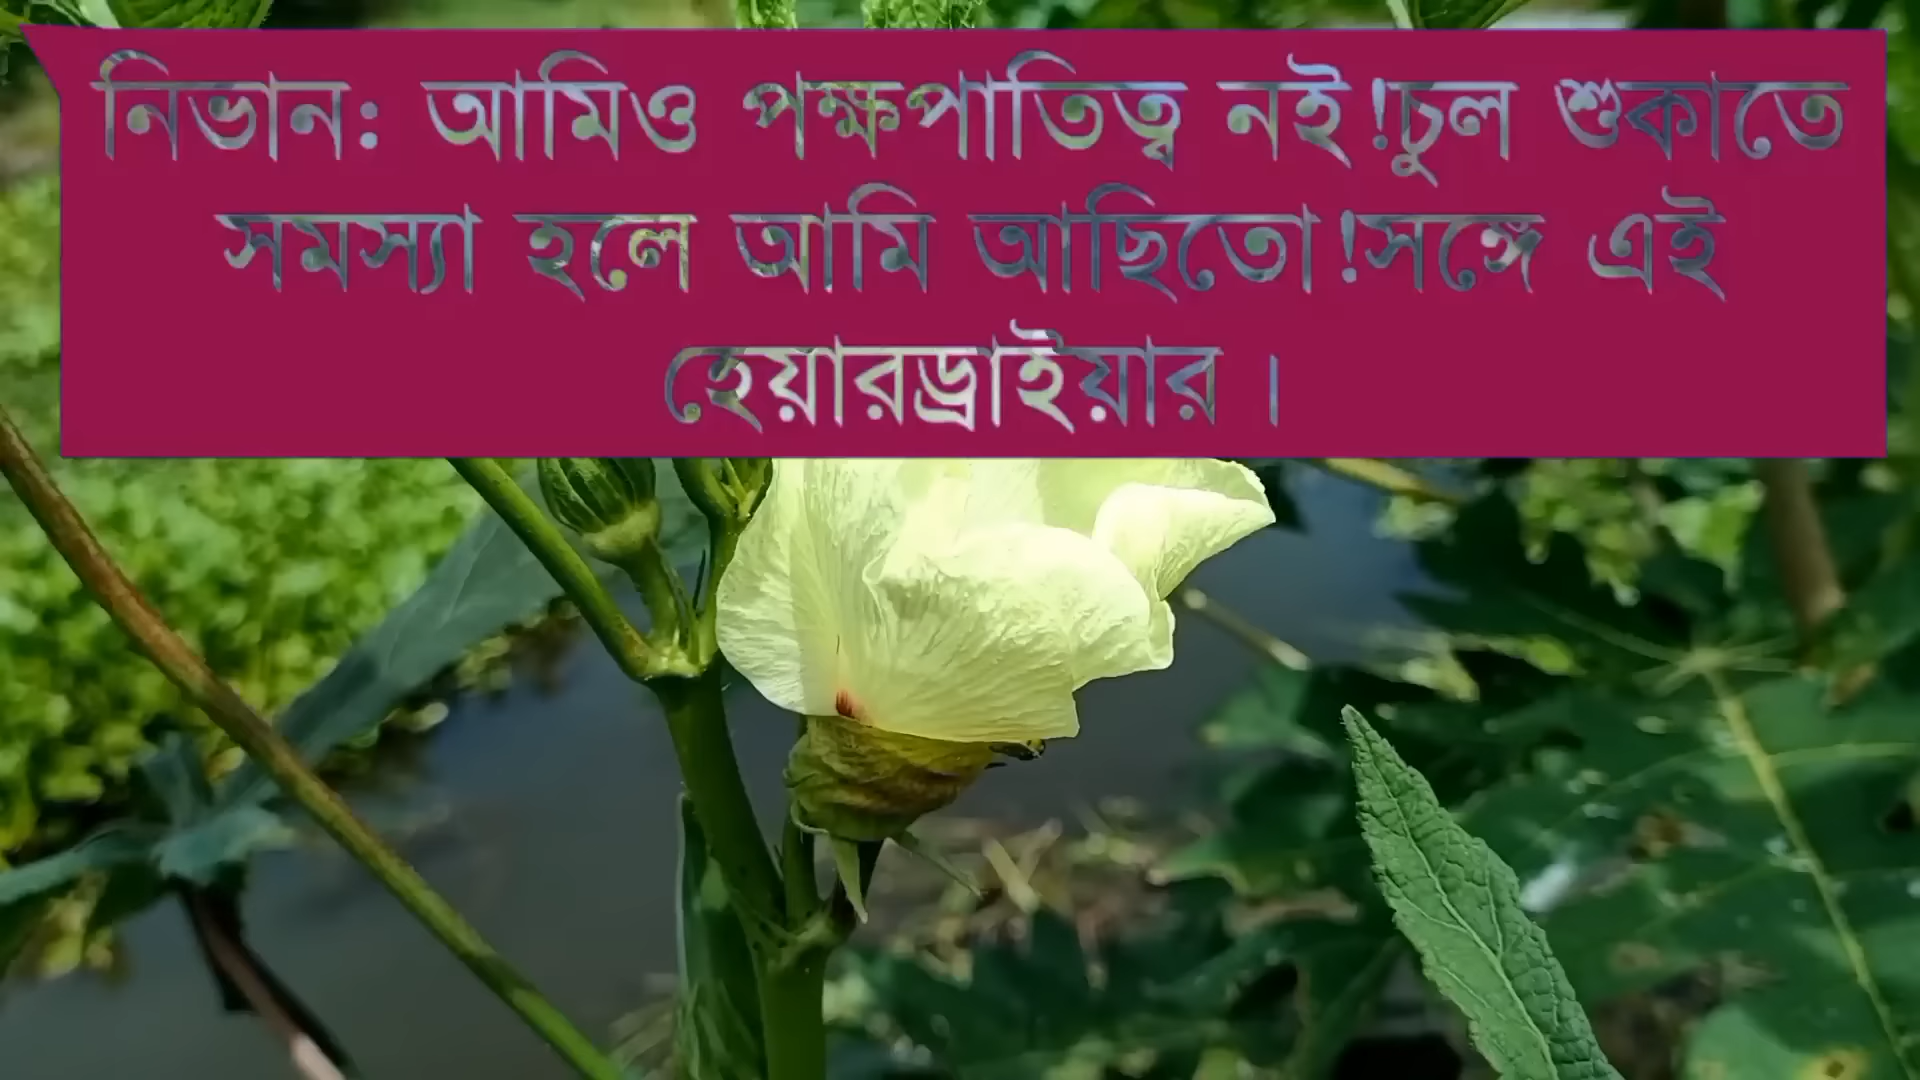 নিভান: আমিও পক্ষপাতিত্ব নই!চুল শুকাতে
সমস্যা হলে আমি আছিতো!সঙ্গে এই
হেয়ারড্রাইয়ার ।